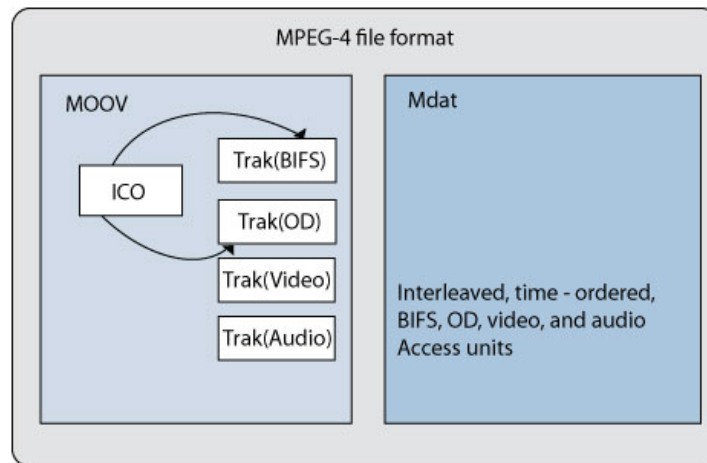 MPEG-4 file format
MOOV
ICO
Trak(BIFS)
Trak(OD)
Trak(Video)
Trak(Audio)
Mdat
Interleaved, time - ordered,
BIFS, OD, video, and audio
Access units